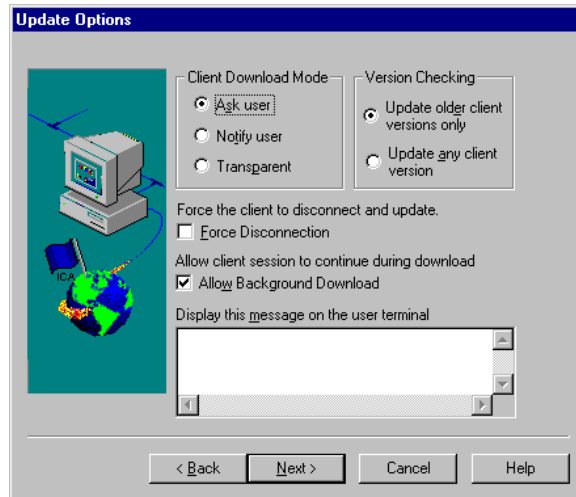 Update Options
Client Download Mode
Ask user
Notify user
Transparent
Version Checking
Update older client
versions only
Update any client
version
Force the client to disconnect and update.
Force Disconnection
Allow client session to continue during download
Allow Background Download
Display this message on the user terminal
ICA
< Back
Next >
Cancel
Help